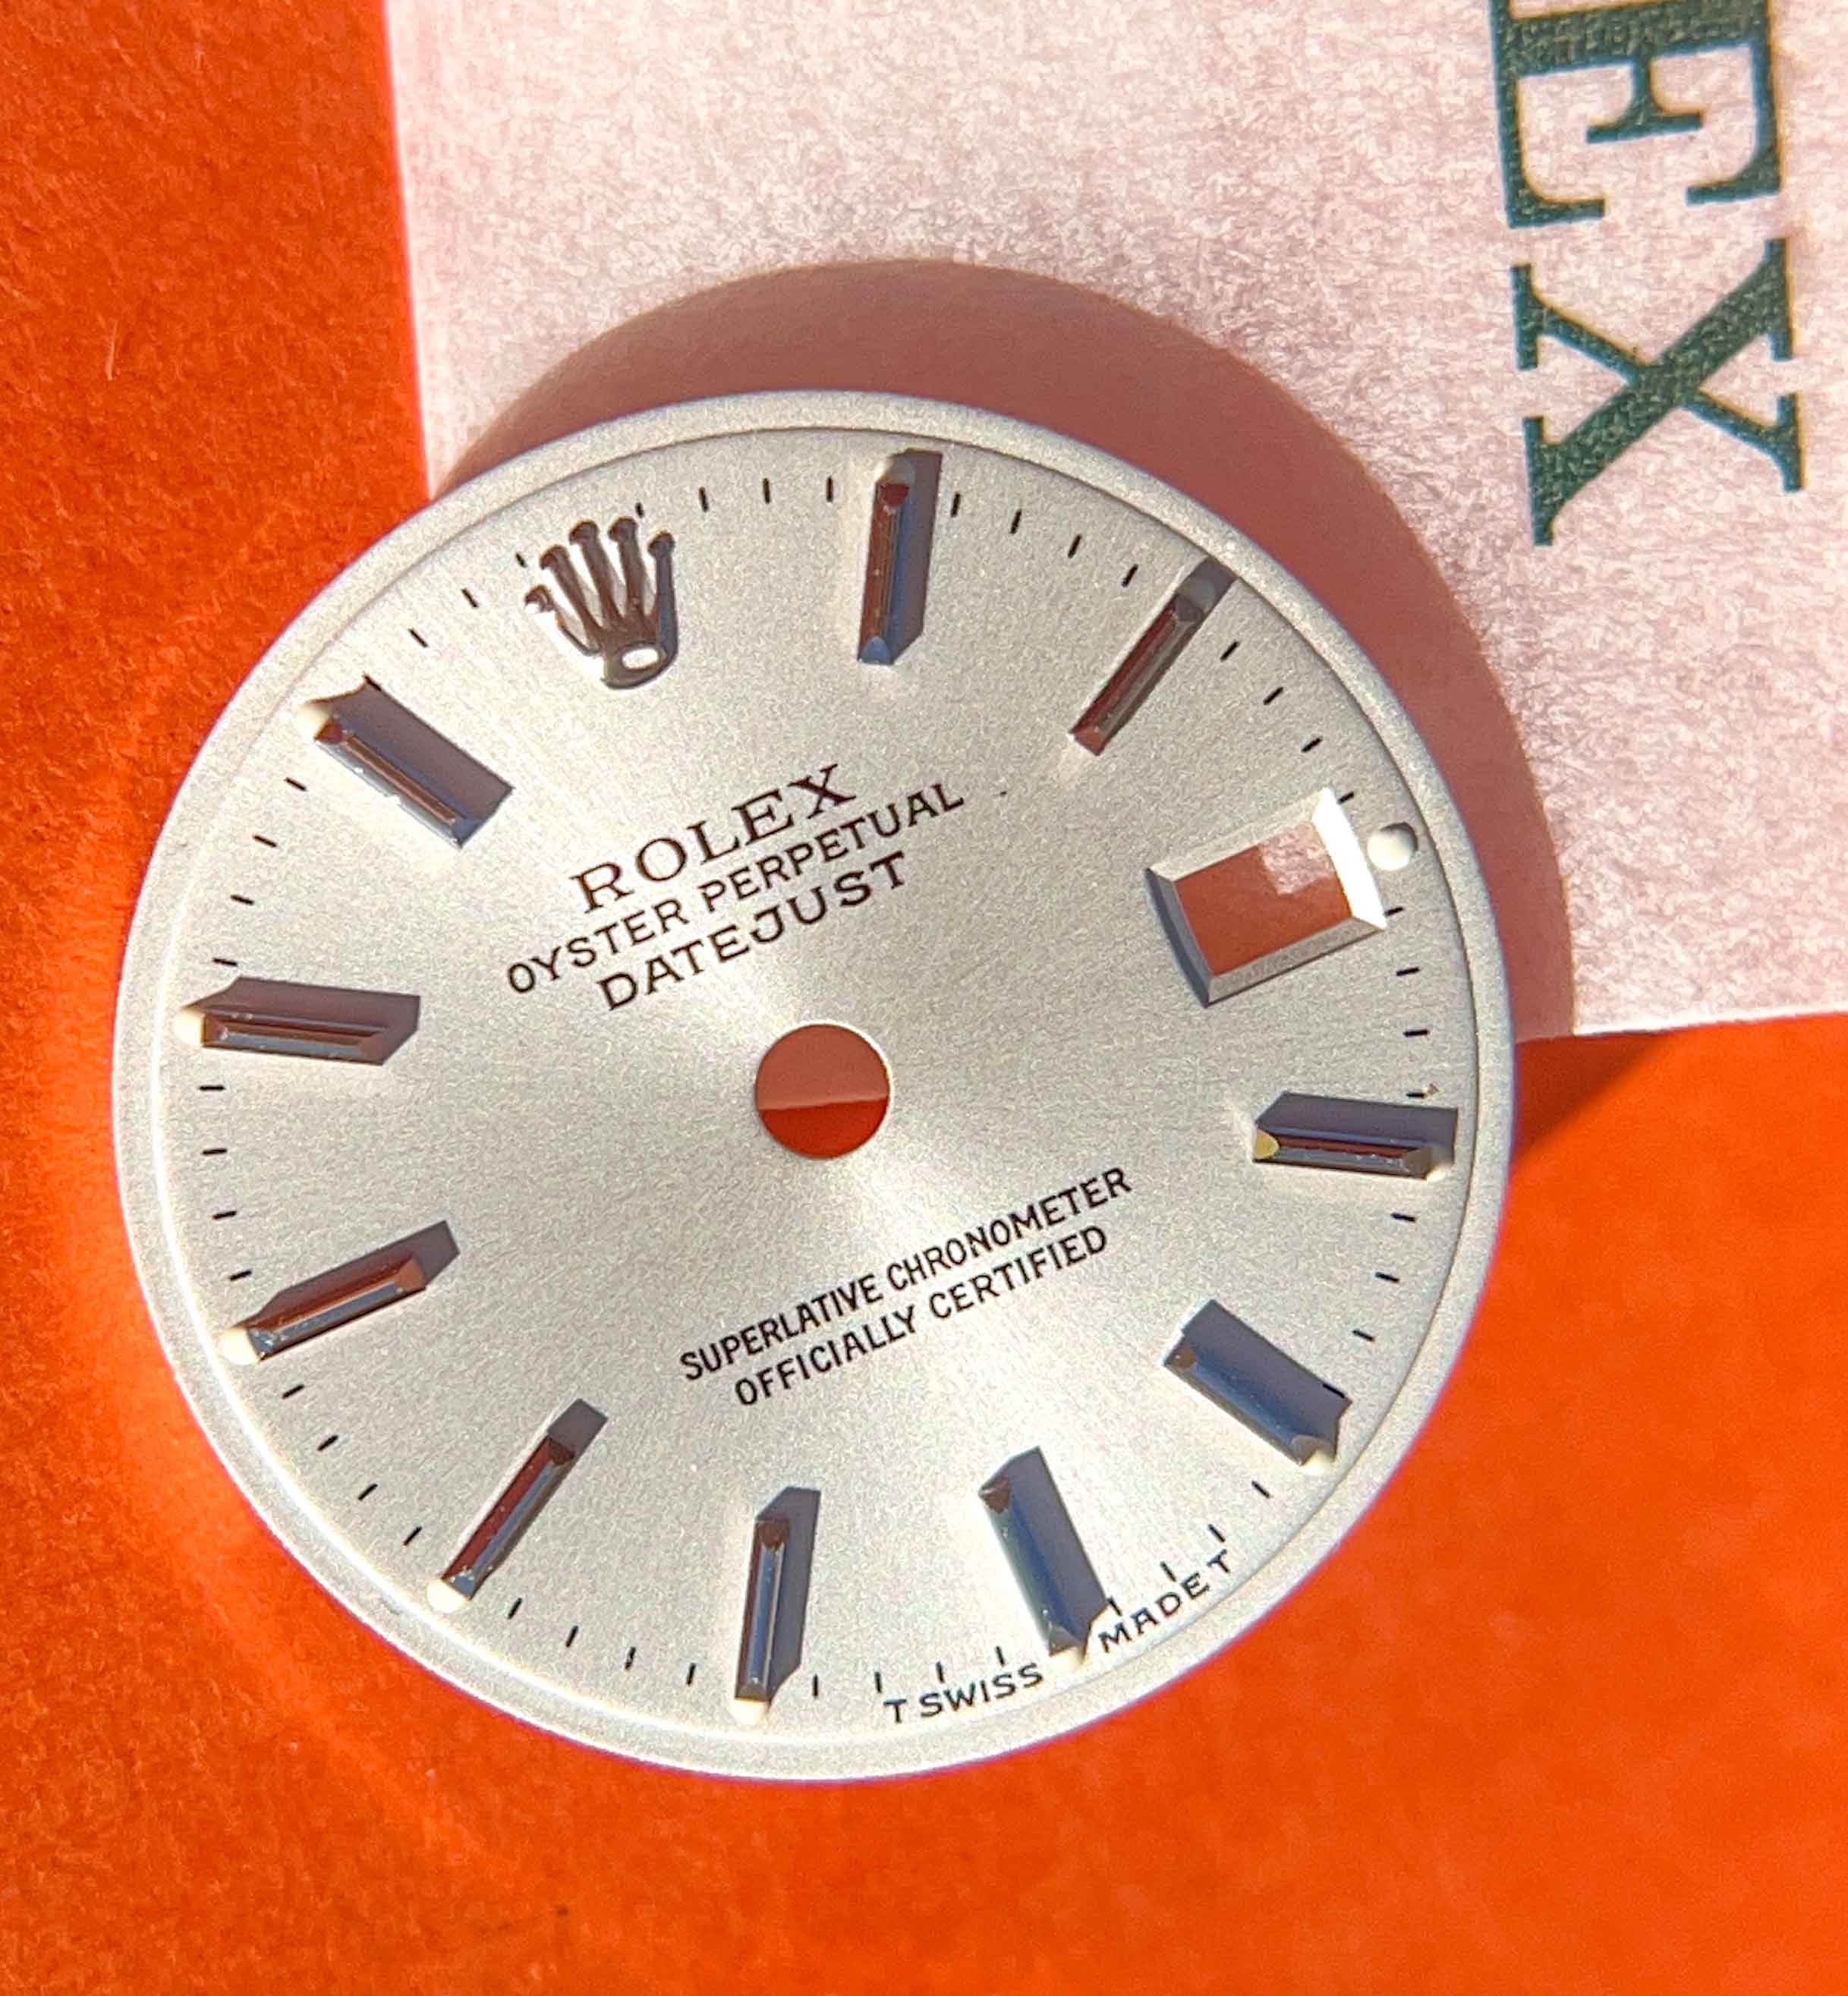 EX
ROLEX
OYSTER PERPETUAL
DATEJUST
SUPERLATIVE CHRONOMETER
OFFICIALLY CERTIFIED
T SWISS MADE T